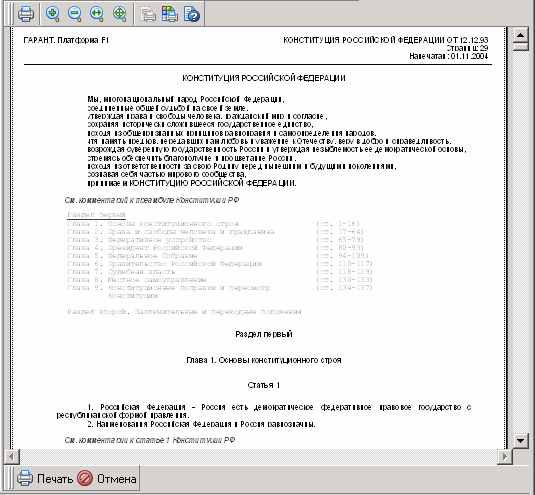 ГАРАНТ. Платформа F1
КОНСТИТУЦИЯ РОССИЙСКОЙ ФЕДЕРАЦИИ ОТ 12.12.93
Страниц: 29
Напечатан: 01.11.2004
КОНСТИТУЦИЯ РОССИЙСКОЙ ФЕДЕРАЦИИ
Мы, многонациональный народ Российской Федерации,
соединенные общей судьбой на своей земле,
утверждая права и свободы человека, гражданский мир и согласие,
сохраняя исторически сложившееся государственное единство,
исходя из общепризнанных принципов равноправия и самоопределения народов,
чтя память предков, передавших нам любовь и уважение к Отечеству, веру в добро и справедливость,
возрождая суверенную государственность России и утверждая незыблемость ее демократической основы,
стремясь обеспечить благополучие и процветание России,
исходя из ответственности за свою Родину перед нынешним и будущими поколениями,
сознавая себя частью мирового сообщества,
принимаем КОНСТИТУЦИЮ РОССИЙСКОЙ ФЕДЕРАЦИИ.
См. комментарии к преамбуле Конституции РФ
Раздел первый
Глава 1. Основы конституционного строя (ст. 1-16)
Глава 2. Права и свободы человека и гражданина (ст. 17-64)
Глава 3. Федеративное устройство (ст. 65-79)
Глава 4. Президент Российской Федерации (ст. 80-93)
Глава 5. Федеральное Собрание (ст. 94-109)
Глава 6. Правительство Российской Федерации (ст. 110-117)
Глава 7. Судебная власть (ст. 118-129)
Глава 8. Местное самоуправление (ст. 130-133)
Глава 9. Конституционные поправки и пересмотр (ст. 134-137)
Конституции
Раздел второй. Заключительные и переходные положения
Раздел первый
Глава 1. Основы конституционного строя
Статья 1
1. Российская Федерация - Россия есть демократическое федеративное правовое государство с
республиканской формой правления.
2. Наименования Российская Федерация и Россия равнозначны.
См. комментарии к статье 1 Конституции РФ
Печать Отмена